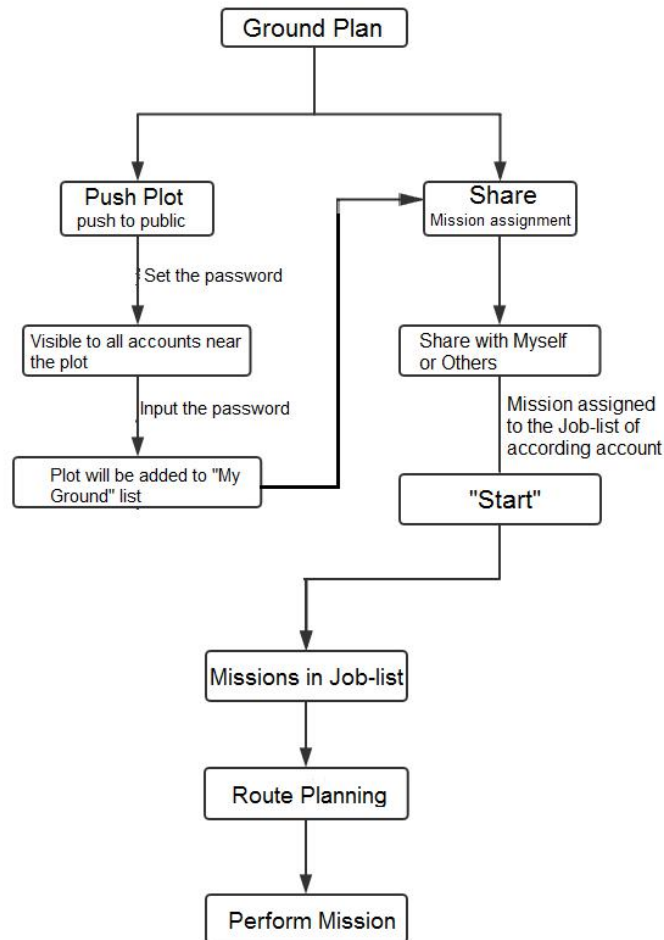 Ground Plan
Push Plot
push to public
Share
Mission assignment
Set the password
Visible to all accounts near
the plot
Share with Myself
or Others
Input the password
Mission assigned
to the Job-list of
according account
Plot will be added to "My
Ground" list
"Start"
Missions in Job-list
Route Planning
Perform Mission